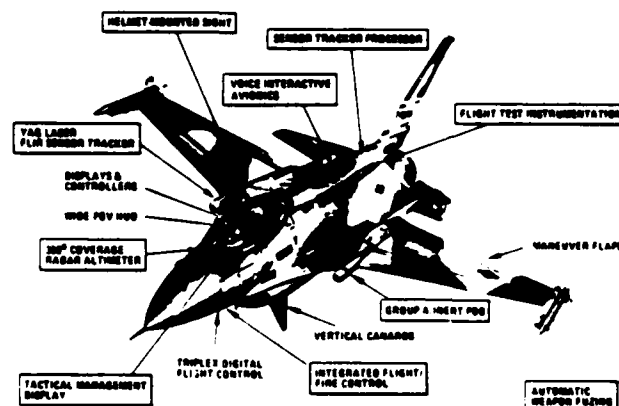 HELMET-MOUNTED SIGHT
SENSOR TRACKER PROCESSOR
VOICE INTERACTIVE
AVIONICS
FLIGHT TEST INSTRUMENTATION
YAG LASER
FLIR SENSOR TRACKER
DISPLAYS &
CONTROLLERS
WIDE FOV HUD
360° COVERAGE
RADAR ALTIMETER
MANEUVER FLAPS
GROUP A INERT POD
VERTICAL CANARDS
TRIPLEX DIGITAL
FLIGHT CONTROL
INTEGRATED FLIGHT/
FIRE CONTROL
TACTICAL MANAGEMENT
DISPLAY
AUTOMATIC
WEAPON FUZING